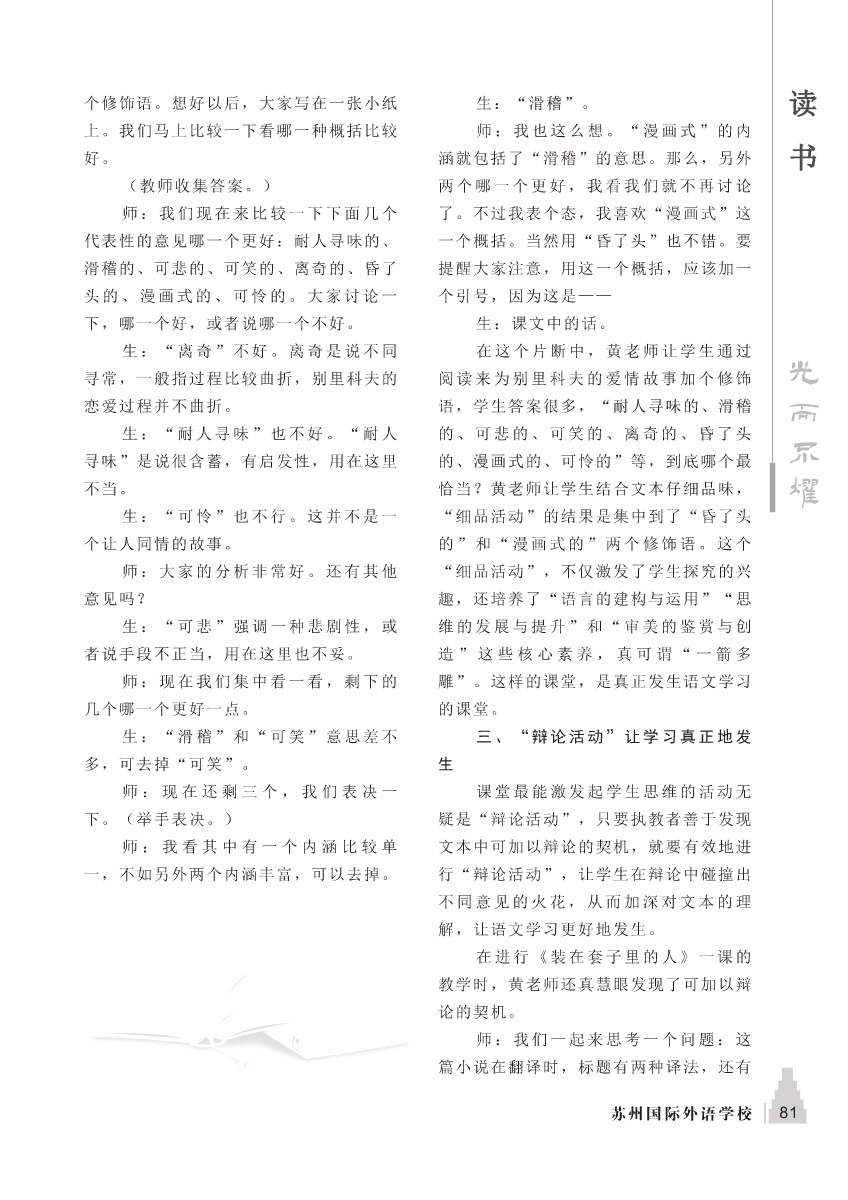 个修饰语。想好以后，大家写在一张小纸
上。我们马上比较一下看哪一种概括比较
好。
（教师收集答案。）
师：我们现在来比较一下下面几个
代表性的意见哪一个更好：耐人寻味的、
滑稽的、可悲的、可笑的、离奇的、昏了
头的、漫画式的、可怜的。大家讨论一
下，哪一个好，或者说哪一个不好。
生：“离奇”不好。离奇是说不同
寻常，一般指过程比较曲折，别里科夫的
恋爱过程并不曲折。
生：“耐人寻味”也不好。“耐人
寻味”是说很含蓄，有启发性，用在这里
不当。
生：“可怜”也不行。这并不是一
个让人同情的故事。
师：大家的分析非常好。还有其他
意见吗？
生：“可悲”强调一种悲剧性，或
者说手段不正当，用在这里也不妥。
师：现在我们集中看一看，剩下的
几个哪一个更好一点。
生：“滑稽”和“可笑”意思差不
多，可去掉“可笑”。
师：现在还剩三个，我们表决一
下。（举手表决。）
师：我看其中有一个内涵比较单
一，不如另外两个内涵丰富，可以去掉。
生：“滑稽”。
师：我也这么想。“漫画式”的内
涵就包括了“滑稽”的意思。那么，另外
两个哪一个更好，我看我们就不再讨论
了。不过我表个态，我喜欢“漫画式”这
一个概括。当然用“昏了头”也不错。要
提醒大家注意，用这一个概括，应该加一
个引号，因为这是——
生：课文中的话。
在这个片断中，黄老师让学生通过
阅读来为别里科夫的爱情故事加个修饰
语，学生答案很多，“耐人寻味的、滑稽
的、可悲的、可笑的、离奇的、昏了头
的、漫画式的、可怜的”等，到底哪个最
恰当？黄老师让学生结合文本仔细品味，
“细品活动”的结果是集中到了“昏了头
的”和“漫画式的”两个修饰语。这个
“细品活动”，不仅激发了学生探究的兴
趣，还培养了“语言的建构与运用”“思
维的发展与提升”和“审美的鉴赏与创
造”这些核心素养，真可谓“一箭多
雕”。这样的课堂，是真正发生语文学习
的课堂。
三、“辩论活动”让学习真正地发
生
课堂最能激发起学生思维的活动无
疑是“辩论活动”，只要执教者善于发现
文本中可加以辩论的契机，就要有效地进
行“辩论活动”，让学生在辩论中碰撞出
不同意见的火花，从而加深对文本的理
解，让语文学习更好地发生。
在进行《装在套子里的人》一课的
教学时，黄老师还真慧眼发现了可加以辩
论的契机。
师：我们一起来思考一个问题：这
篇小说在翻译时，标题有两种译法，还有
读书
光而不耀
苏州国际外语学校
81